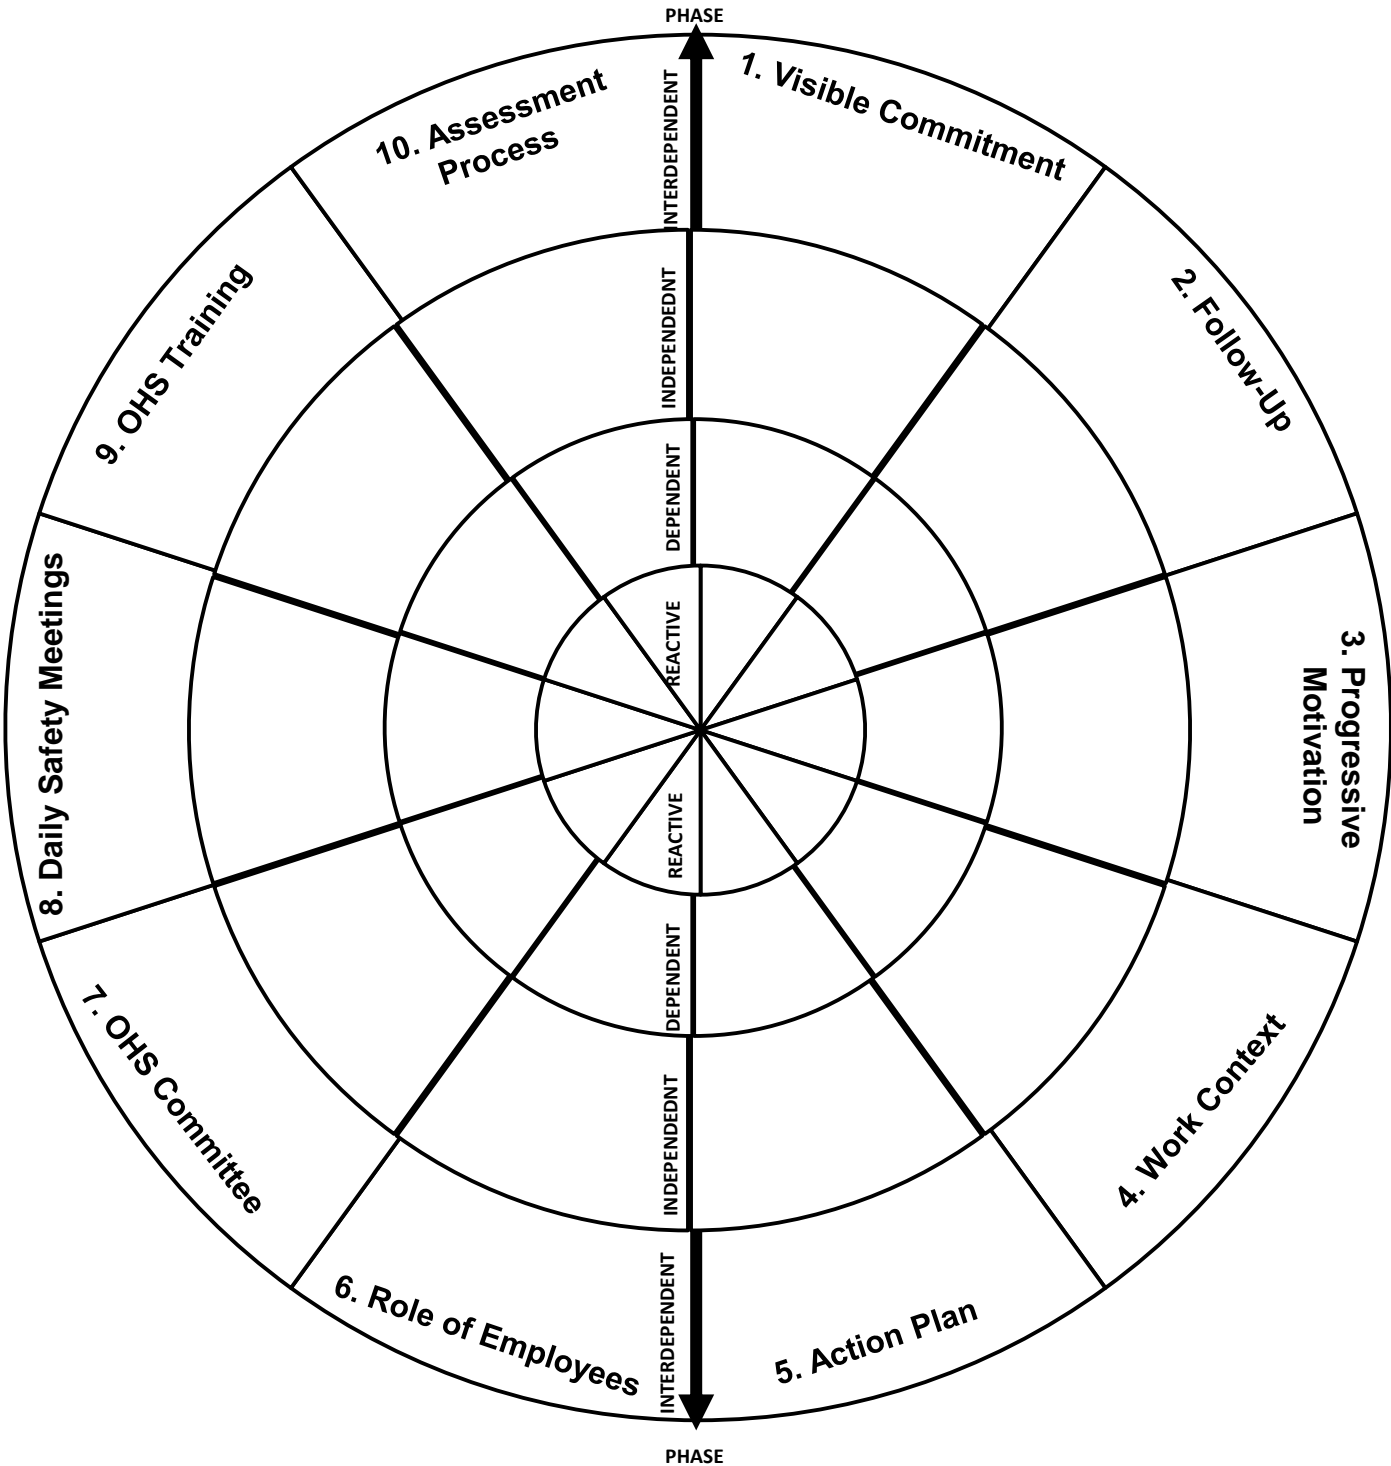 PHASE
1. Visible Commitment
2. Follow-Up
3. Progressive
Motivation
4. Work Context
5. Action Plan
6. Role of Employees
7. OHS Committee
8. Daily Safety Meetings
9. OHS Training
10. Assessment
Process
INTERDEPENDENT
INDEPENDEDNT
DEPENDENT
REACTIVE
REACTIVE
DEPENDENT
INDEPENDEDNT
INTERDEPENDENT
PHASE